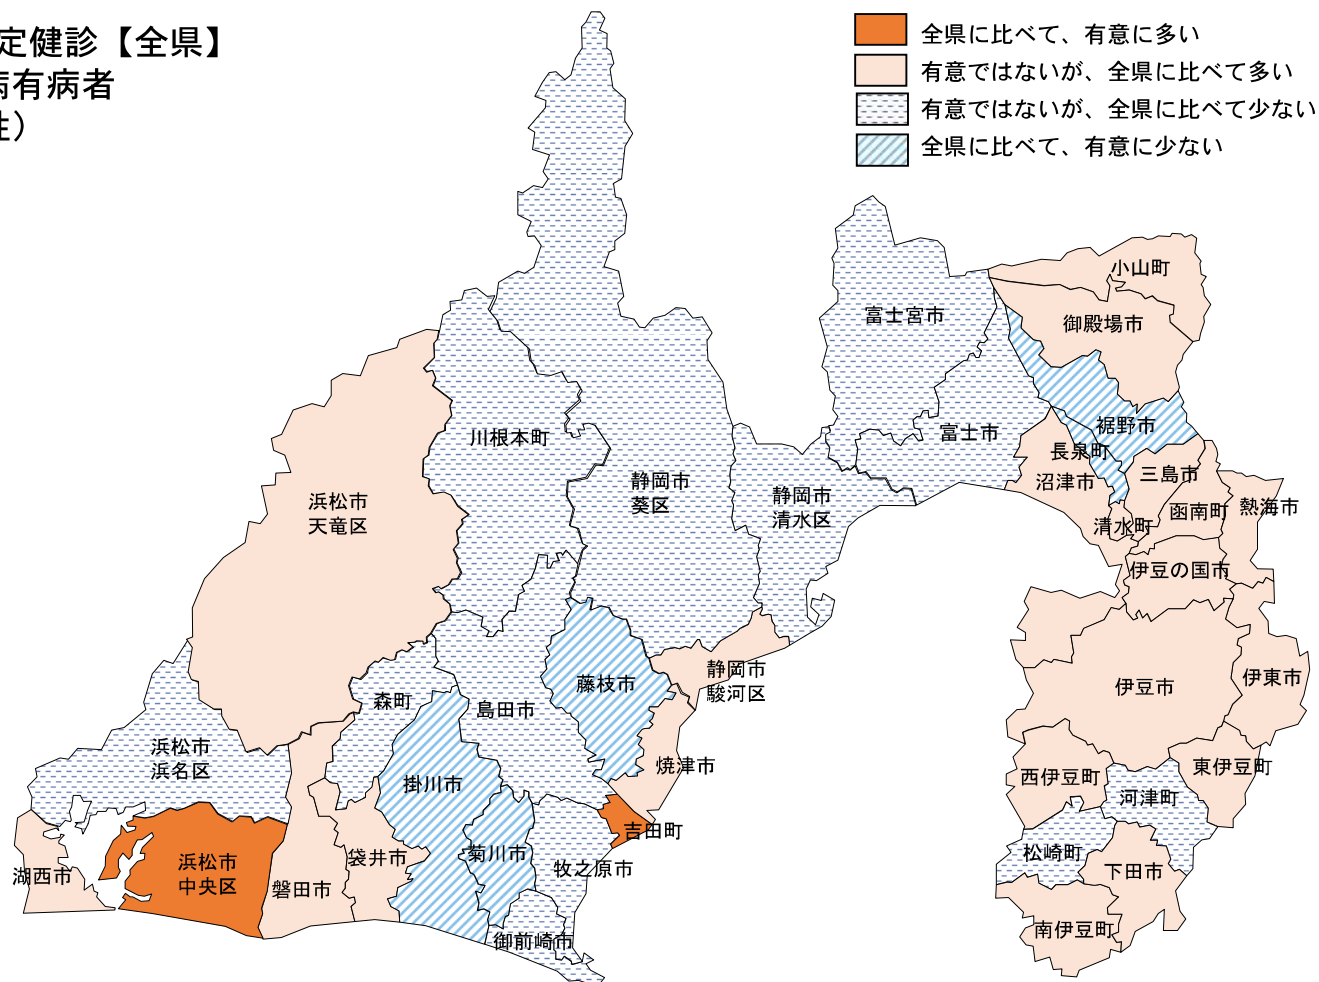 定健診【全県】
病有病者
性）
全県に比べて、有意に多い
有意ではないが、全県に比べて多い
有意ではないが、全県に比べて少ない
全県に比べて、有意に少ない
小山町
御殿場市
富士宮市
裾野市
富士市
長泉町
沼津市
三島市
函南町
熱海市
清水町
伊豆の国市
川根本町
静岡市
葵区
静岡市
清水区
浜松市
天竜区
静岡市
駿河区
藤枝市
島田市
森町
伊豆市
伊東市
浜松市
浜名区
掛川市
焼津市
西伊豆町
東伊豆町
河津町
吉田町
菊川市
牧之原市
袋井市
磐田市
浜松市
中央区
湖西市
松崎町
下田市
南伊豆町
御前崎市